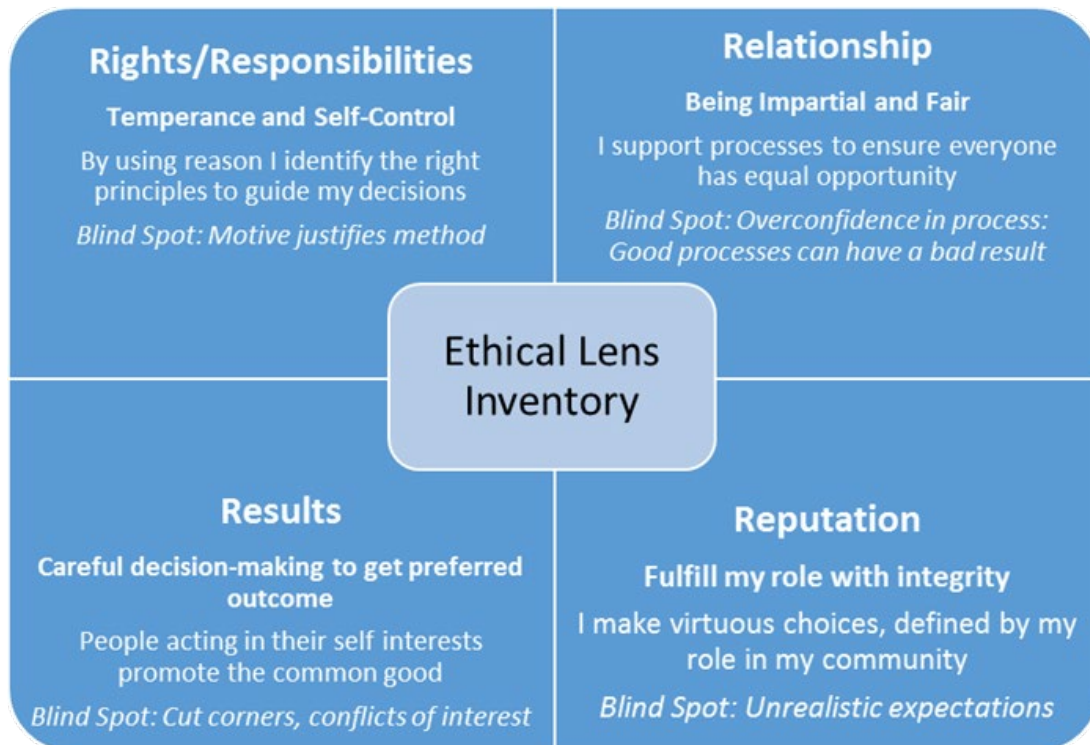 Rights/Responsibilities
Temperance and Self-Control
By using reason I identify the right
principles to guide my decisions
Blind Spot: Motive justifies method
Relationship
Being Impartial and Fair
I support processes to ensure everyone
has equal opportunity
Blind Spot: Overconfidence in process:
Good processes can have a bad result
Ethical Lens
Inventory
Results
Careful decision-making to get preferred
outcome
People acting in their self interests
promote the common good
Blind Spot: Cut corners, conflicts of interest
Reputation
Fulfill my role with integrity
I make virtuous choices, defined by my
role in my community
Blind Spot: Unrealistic expectations